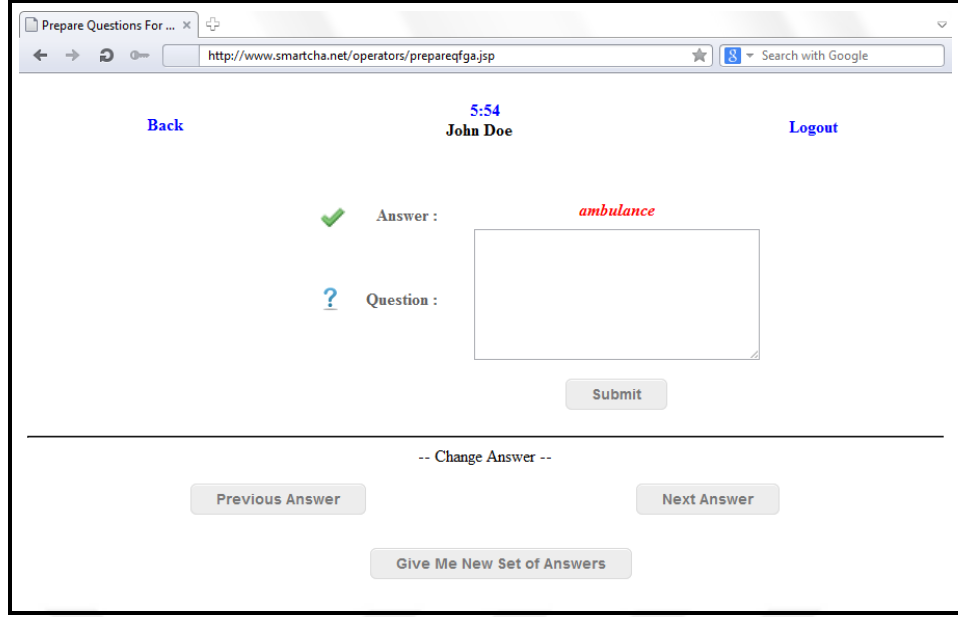 Prepare Questions For ...
http://www.smartcha.net/operators/prepareqfga.jsp
8 Search with Google
5:54
Back John Doe Logout
Answer : ambulance
? Question :
Submit
-- Change Answer --
Previous Answer Next Answer
Give Me New Set of Answers